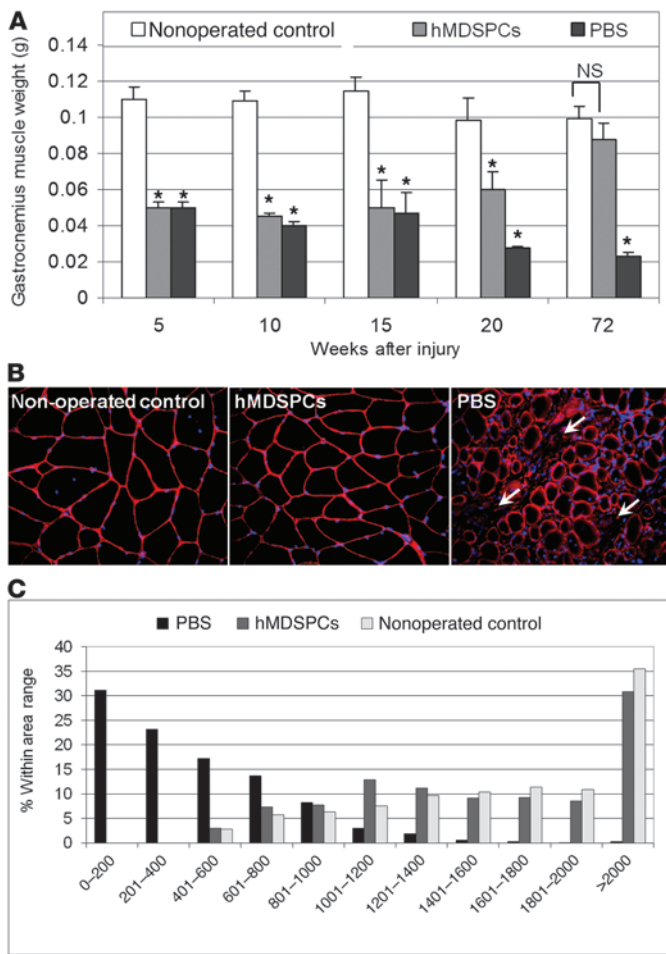 A
Nonoperated control hMDSPCs PBS
Gastrocnemius muscle weight (g)
0.14
0.12
0.1
0.08
0.06
0.04
0.02
0
* *
* *
* *
* *
NS
*
5 10 15 20 72
Weeks after injury
B
Non-operated control hMDSPCs PBS
C
PBS hMDSPCs Nonoperated control
% Within area range
40
35
30
25
20
15
10
5
0
0–200 201–400 401–600 601–800 801–1000 1001–1200 1201–1400 1401–1600 1601–1800 1801–2000 >2000